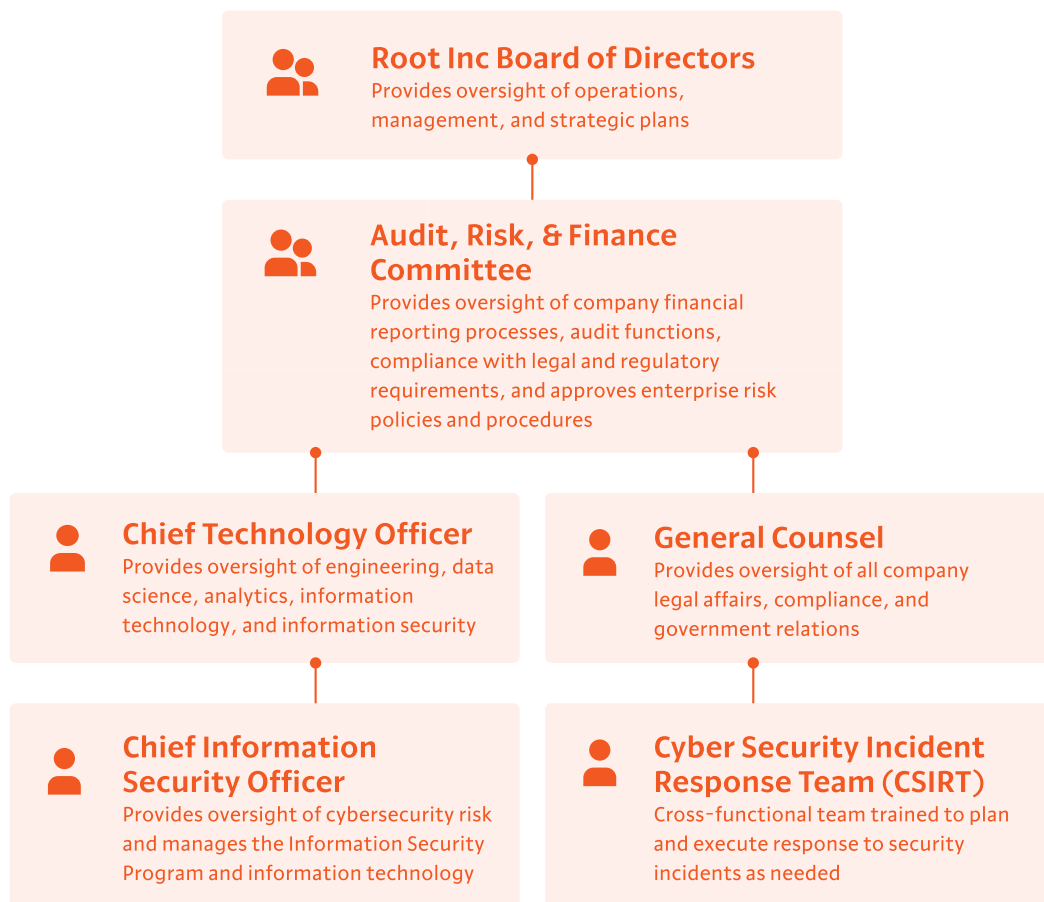 Root Inc Board of Directors
Provides oversight of operations,
management, and strategic plans
Audit, Risk, & Finance
Committee
Provides oversight of company financial
reporting processes, audit functions,
compliance with legal and regulatory
requirements, and approves enterprise risk
policies and procedures
Chief Technology Officer
Provides oversight of engineering, data
science, analytics, information
technology, and information security
General Counsel
Provides oversight of all company
legal affairs, compliance, and
government relations
Chief Information
Security Officer
Provides oversight of cybersecurity risk
and manages the Information Security
Program and information technology
Cyber Security Incident
Response Team (CSIRT)
Cross-functional team trained to plan
and execute response to security
incidents as needed